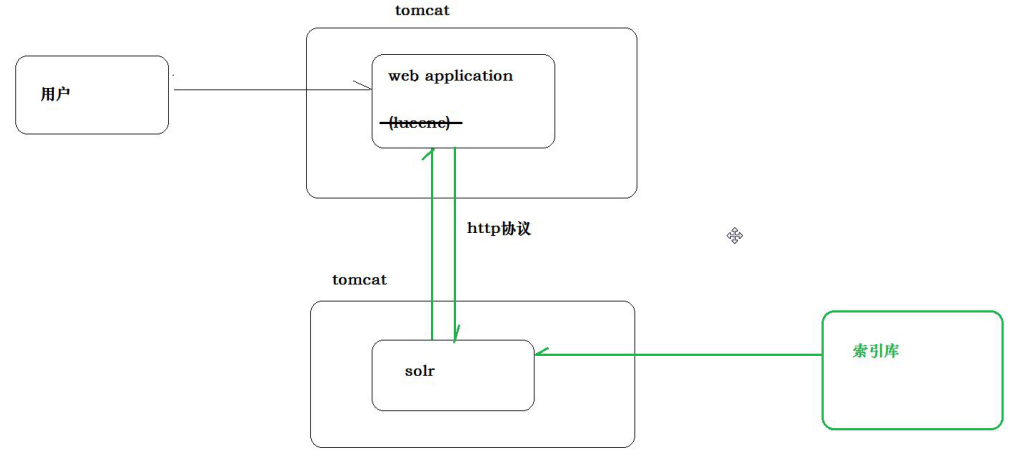 tomcat
用户
web application
(lucene)
http协议
tomcat
solr
索引库